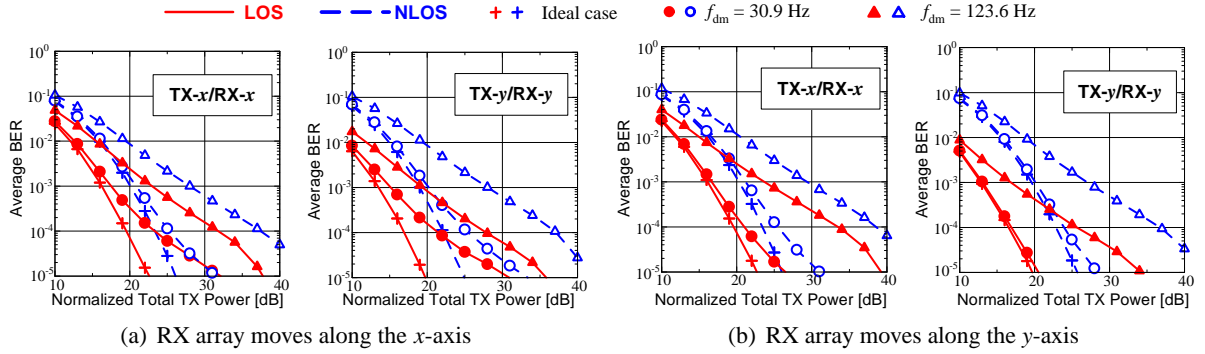 LOS NLOS Ideal case f_dm = 30.9 Hz f_dm = 123.6 Hz
Average BER
10^0
10^-1
10^-2
10^-3
10^-4
10^-5
TX-x/RX-x
10 20 30 40
Normalized Total TX Power [dB]
Average BER
10^0
10^-1
10^-2
10^-3
10^-4
10^-5
TX-y/RX-y
10 20 30 40
Normalized Total TX Power [dB]
(a) RX array moves along the x-axis
Average BER
10^0
10^-1
10^-2
10^-3
10^-4
10^-5
TX-x/RX-x
10 20 30 40
Normalized Total TX Power [dB]
Average BER
10^0
10^-1
10^-2
10^-3
10^-4
10^-5
TX-y/RX-y
10 20 30 40
Normalized Total TX Power [dB]
(b) RX array moves along the y-axis